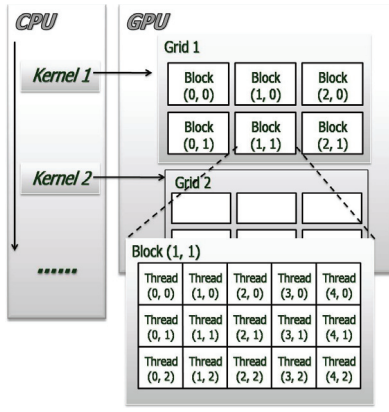 CPU
GPU
Kernel 1
Grid 1
Block Block Block
(0, 0) (1, 0) (2, 0)
Block Block Block
(0, 1) (1, 1) (2, 1)
Kernel 2
Grid 2
......
Block (1, 1)
Thread Thread Thread Thread Thread
(0, 0) (1, 0) (2, 0) (3, 0) (4, 0)
Thread Thread Thread Thread Thread
(0, 1) (1, 1) (2, 1) (3, 1) (4, 1)
Thread Thread Thread Thread Thread
(0, 2) (1, 2) (2, 2) (3, 2) (4, 2)